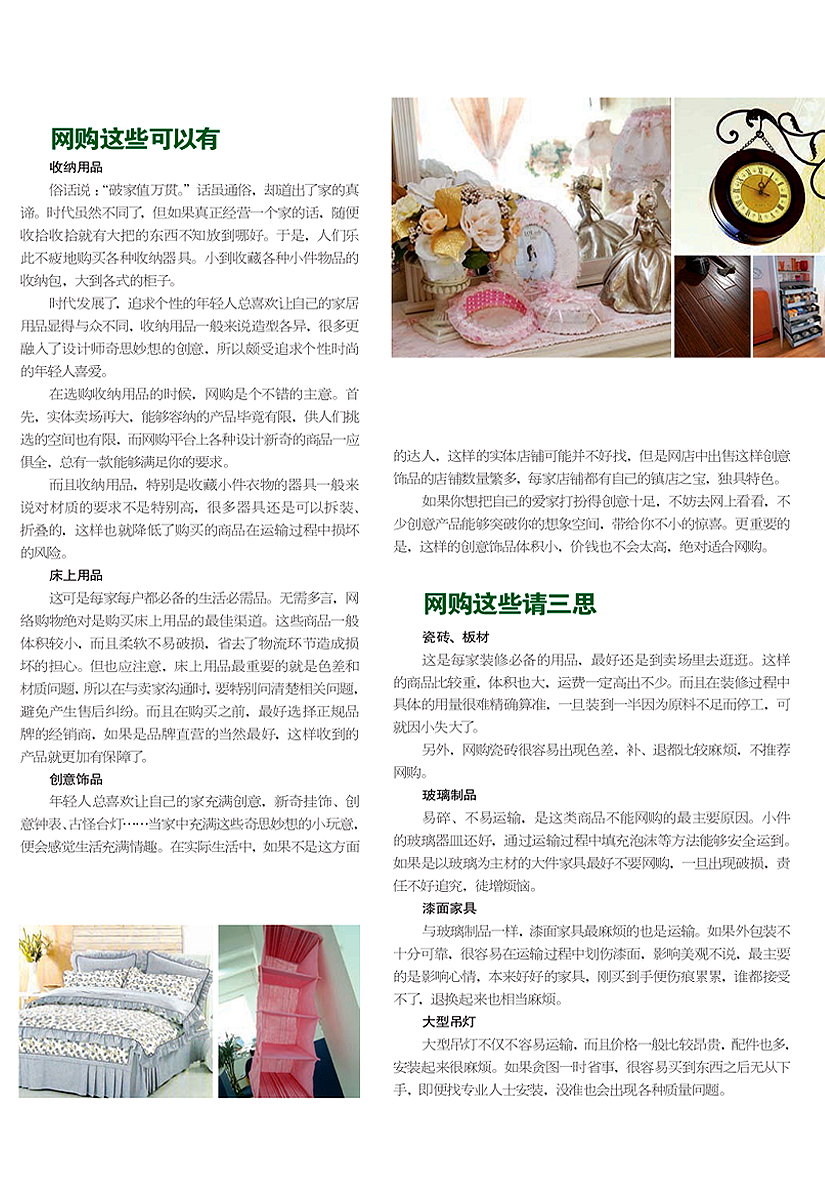 网购这些可以有
收纳用品
俗话说：“破家值万贯。”话虽通俗，却道出了家的真
谛。时代虽然不同了，但如果真正经营一个家的话，随便
收拾收拾就有大把的东西不知放到哪好。于是，人们乐
此不疲地购买各种收纳器具。小到收藏各种小件物品的
收纳包，大到各式的柜子。
时代发展了，追求个性的年轻人总喜欢让自己的家居
用品显得与众不同，收纳用品一般来说造型各异，很多更
融入了设计师奇思妙想的创意，所以颇受追求个性时尚
的年轻人喜爱。
在选购收纳用品的时候，网购是个不错的主意。首
先，实体卖场再大，能够容纳的产品毕竟有限，供人们挑
选的空间也有限，而网购平台上各种设计新奇的商品一应
俱全，总有一款能够满足你的要求。
而且收纳用品，特别是收藏小件衣物的器具一般来
说对材质的要求不是特别高，很多器具还是可以拆装、
折叠的，这样也就降低了购买的商品在运输过程中损坏
的风险。
床上用品
这可是每家每户都必备的生活必需品。无需多言，网
络购物绝对是购买床上用品的最佳渠道。这些商品一般
体积较小，而且柔软不易破损，省去了物流环节造成损
坏的担心。但也应注意，床上用品最重要的就是色差和
材质问题，所以在与卖家沟通时，要特别问清楚相关问题，
避免产生售后纠纷。而且在购买之前，最好选择正规品
牌的经销商，如果是品牌直营的当然最好，这样收到的
产品就更加有保障了。
创意饰品
年轻人总喜欢让自己的家充满创意，新奇挂饰、创
意钟表、古怪台灯……当家中充满这些奇思妙想的小玩意，
便会感觉生活充满情趣。在实际生活中，如果不是这方面
的达人，这样的实体店铺可能并不好找，但是网店中出售这样创意
饰品的店铺数量繁多，每家店铺都有自己的镇店之宝，独具特色。
如果你想把自己的爱家打扮得创意十足，不妨去网上看看，不
少创意产品能够突破你的想象空间，带给你不小的惊喜。更重要的
是，这样的创意饰品体积小、价钱也不会太高，绝对适合网购。
网购这些请三思
瓷砖、板材
这是每家装修必备的用品，最好还是到卖场里去逛逛。这样
的商品比较重，体积也大，运费一定高出不少。而且在装修过程中
具体的用量很难精确算准，一旦装到一半因为原料不足而停工，可
就因小失大了。
另外，网购瓷砖很容易出现色差，补、退都比较麻烦，不推荐
网购。
玻璃制品
易碎、不易运输，是这类商品不能网购的最主要原因。小件
的玻璃器皿还好，通过运输过程中填充泡沫等方法能够安全运到。
如果是以玻璃为主材的大件家具最好不要网购，一旦出现破损，责
任不好追究，徒增烦恼。
漆面家具
与玻璃制品一样，漆面家具最麻烦的也是运输。如果外包装不
十分可靠，很容易在运输过程中划伤漆面，影响美观不说，最主要
的是影响心情，本来好好的家具，刚买到手便伤痕累累，谁都接受
不了，退换起来也相当麻烦。
大型吊灯
大型吊灯不仅不容易运输，而且价格一般比较昂贵，配件也多，
安装起来很麻烦。如果贪图一时省事，很容易买到东西之后无从下
手，即便找专业人士安装，没准也会出现各种质量问题。